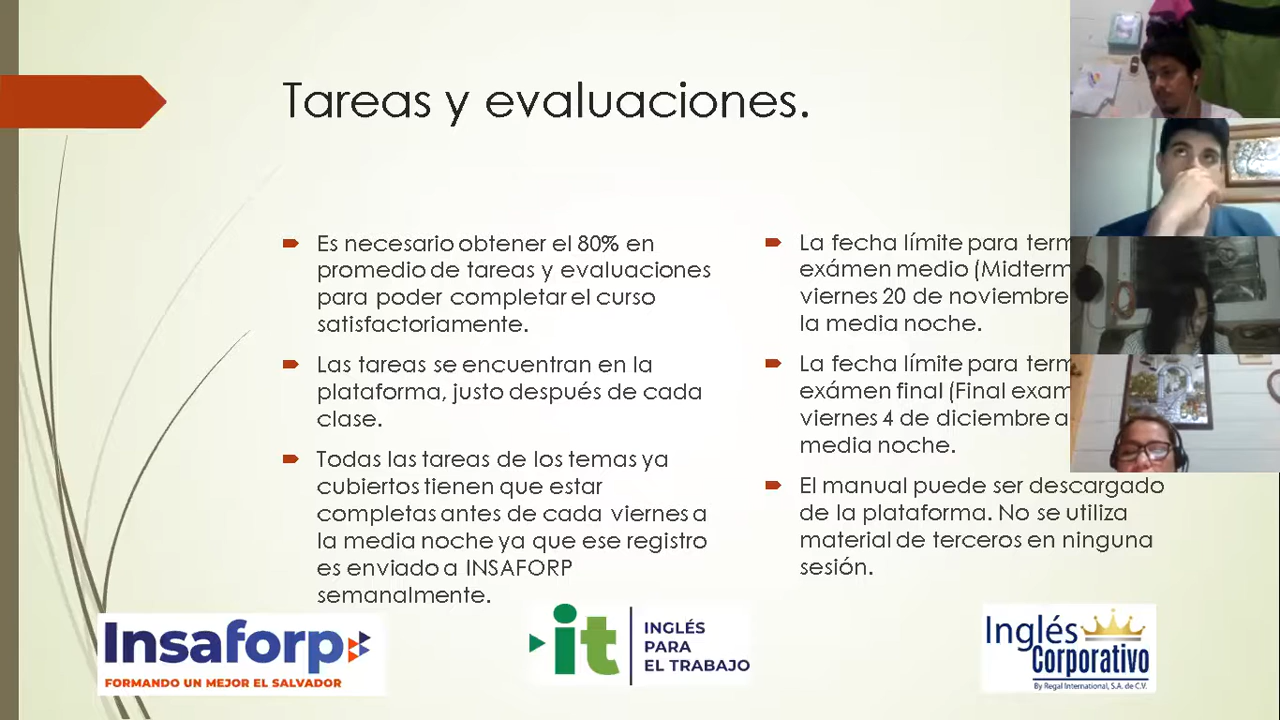 Tareas y evaluaciones.
Es necesario obtener el 80% en
promedio de tareas y evaluaciones
para poder completar el curso
satisfactoriamente.
Las tareas se encuentran en la
plataforma, justo después de cada
clase.
Todas las tareas de los temas ya
cubiertos tienen que estar
completas antes de cada viernes a
la media noche ya que ese registro
es enviado a INSAFORP
semanalmente.
La fecha límite para term
exámen medio (Midterm
viernes 20 de noviembre
la media noche.
La fecha límite para term
exámen final (Final exam
viernes 4 de diciembre a
media noche.
El manual puede ser descargado
de la plataforma. No se utiliza
material de terceros en ninguna
sesión.
Insaforp
FORMANDO UN MEJOR EL SALVADOR
it
INGLÉS
PARA
EL TRABAJO
Inglés
Corporativo
By Regal International, S.A. de C.V.